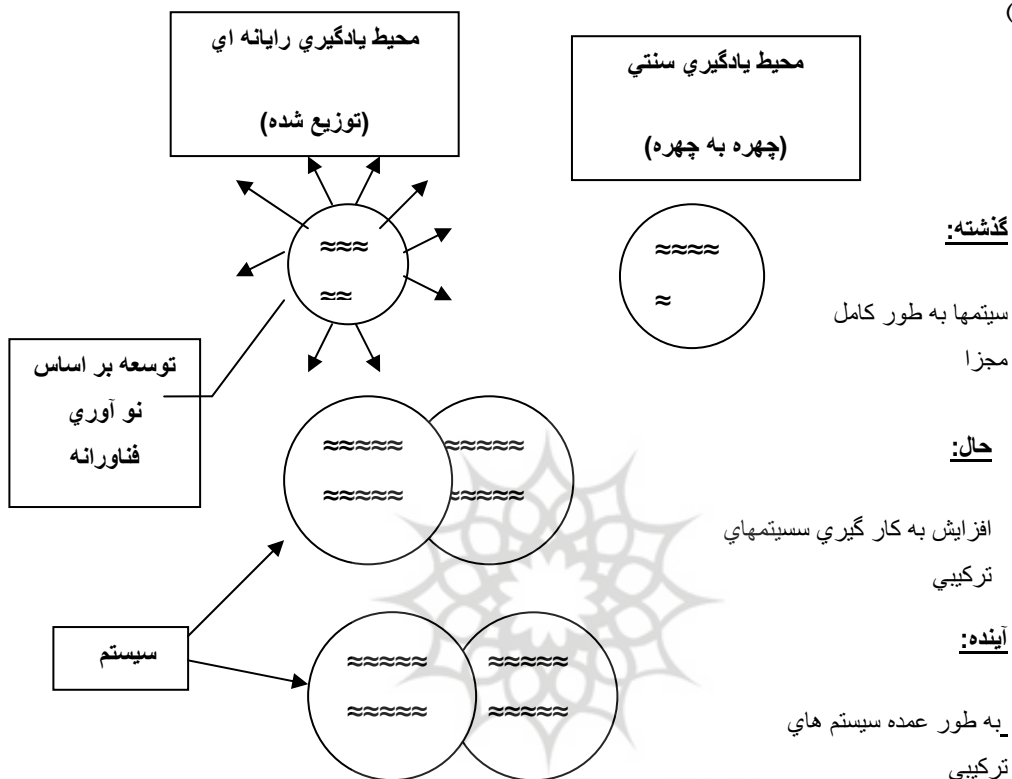 )
محيط يادگيري سنتي
(چهره به چهره)
محيط يادگيري رايانه اي
(توزيع شده)
گذشته:
≈≈≈≈
≈
≈≈≈
≈≈
سيتمها به طور كامل
مجزا
توسعه بر اساس
نو آوري
فناورانه
حال:
≈≈≈≈≈ ≈≈≈≈≈
≈≈≈≈≈ ≈≈≈≈≈
افزايش به كار گيري سسيتمهاي
تركيبي
آينده:
سيستم
≈≈≈≈≈ ≈≈≈≈≈
≈≈≈≈≈ ≈≈≈≈≈
به طور عمده سيستم هاي
تركيبي